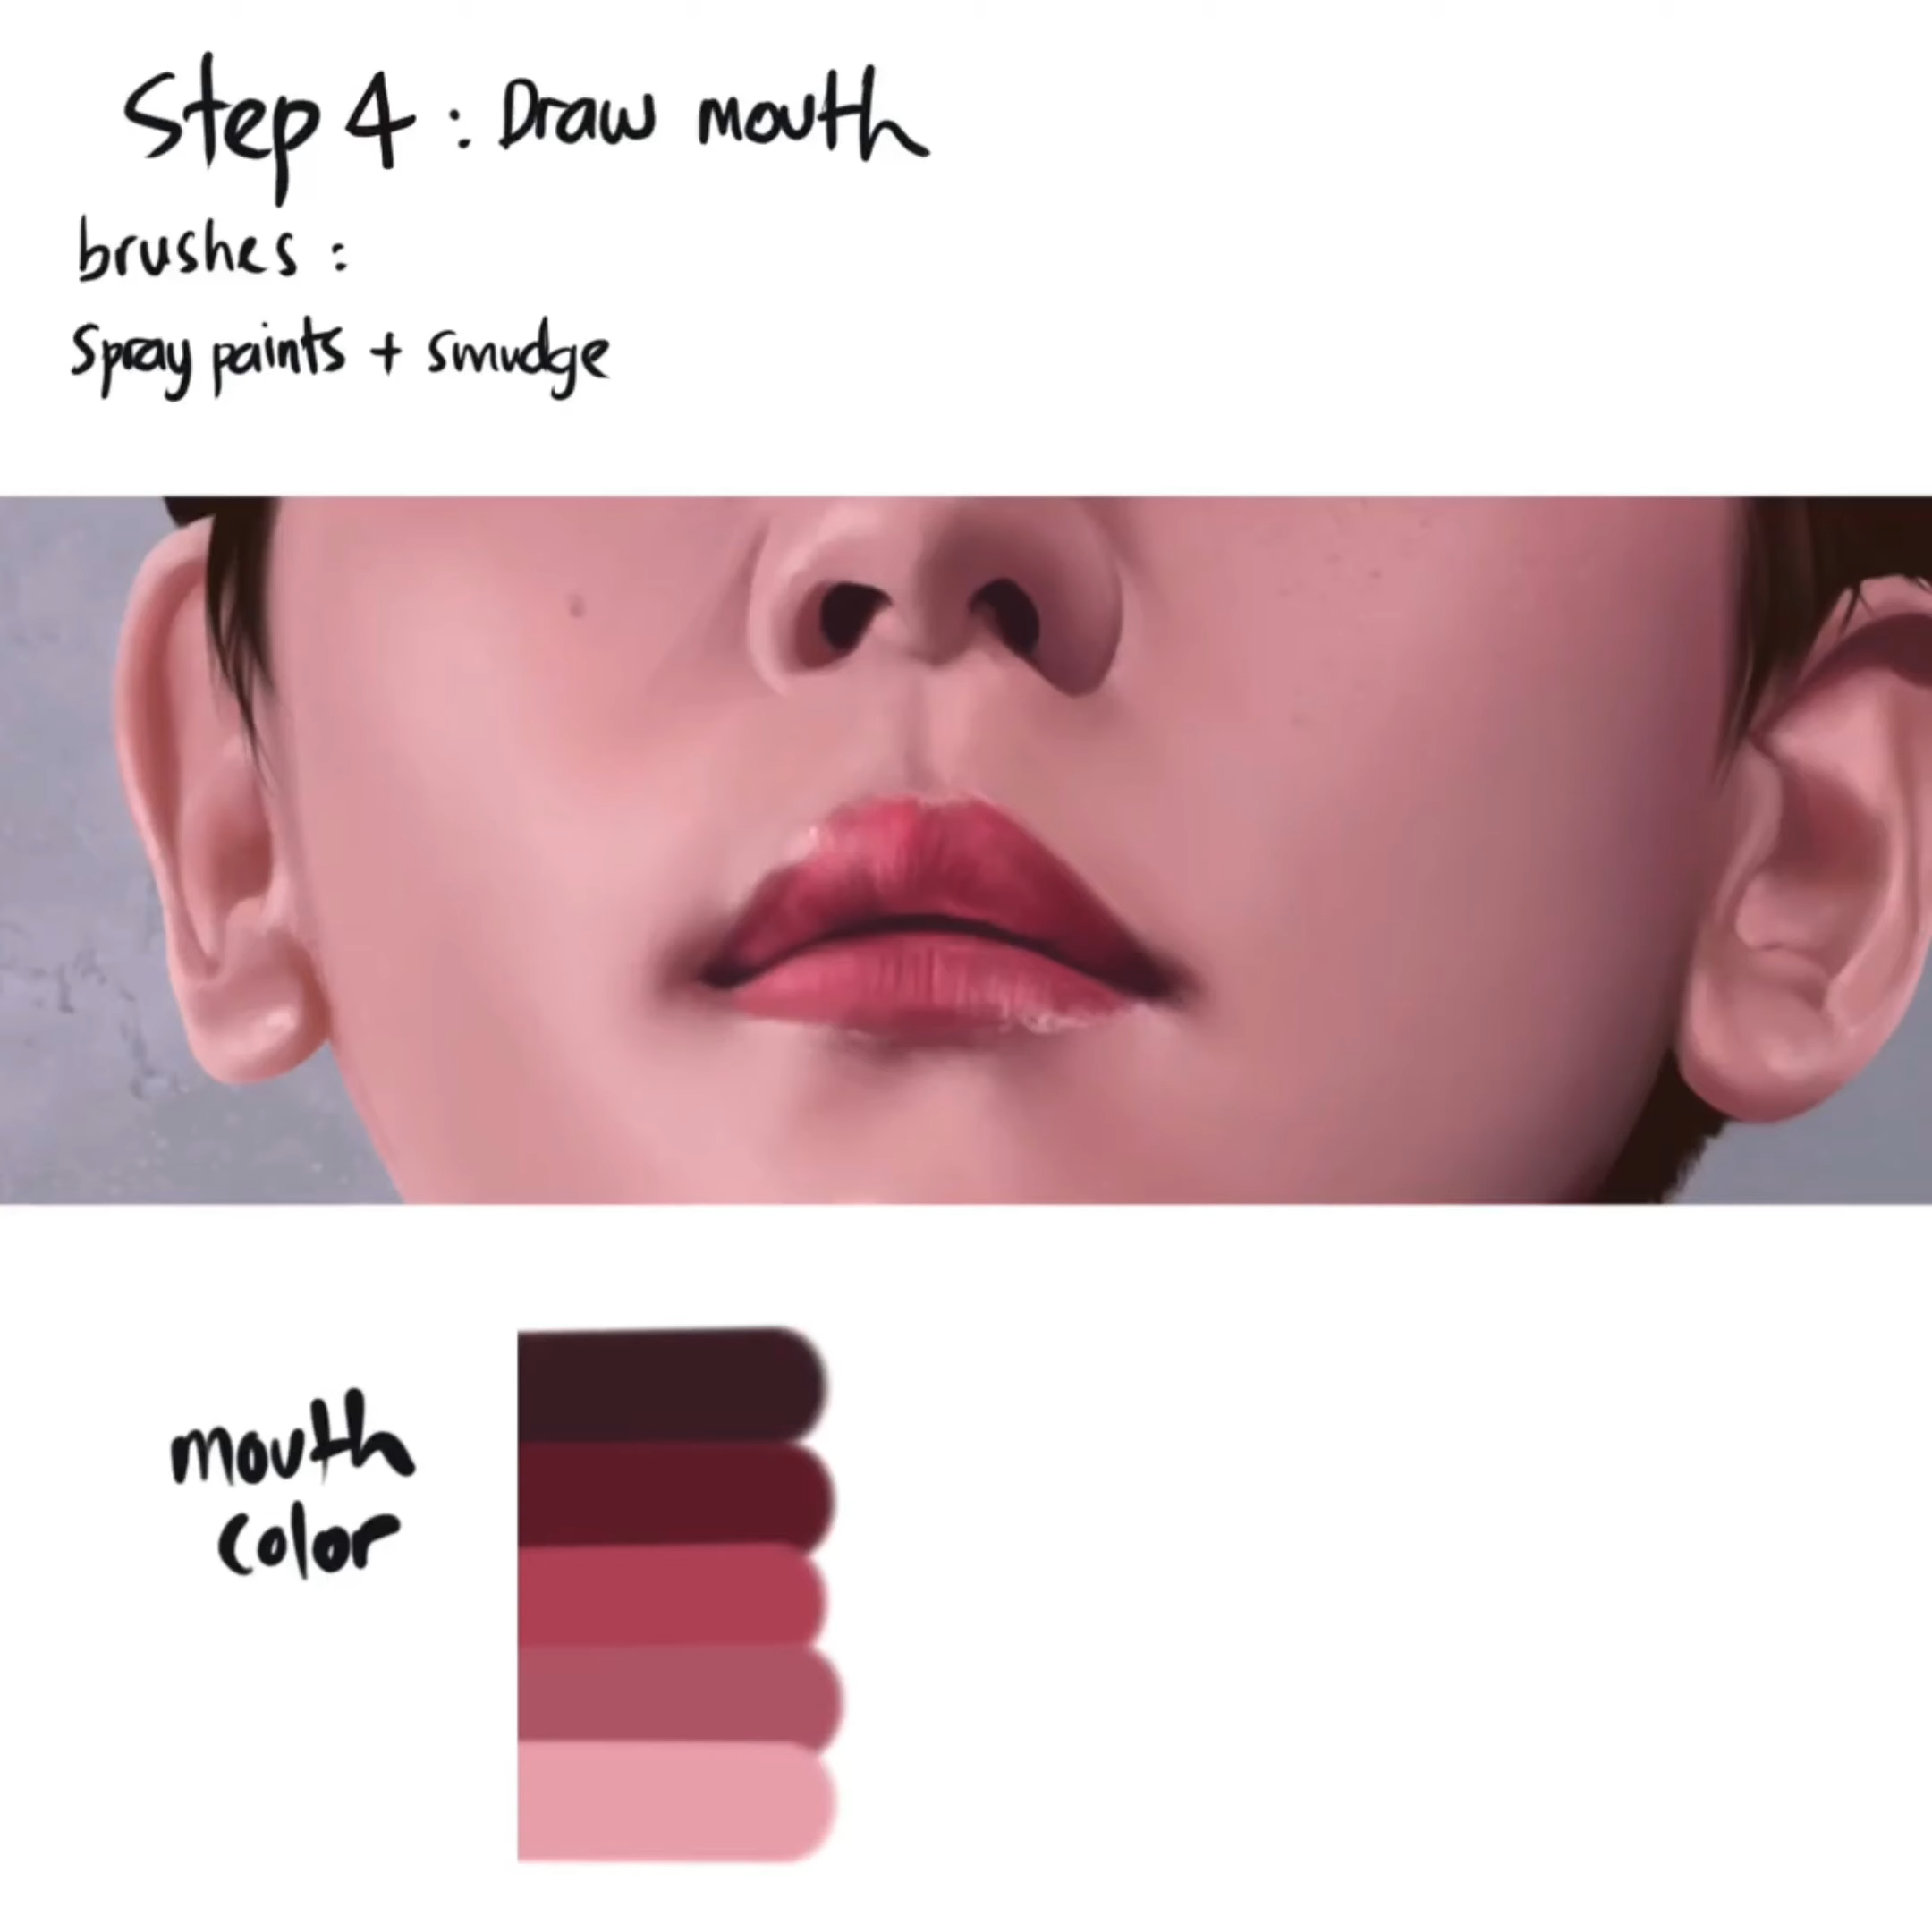 Step 4 : Draw mouth
brushes :
Spray paints + smudge
mouth
color